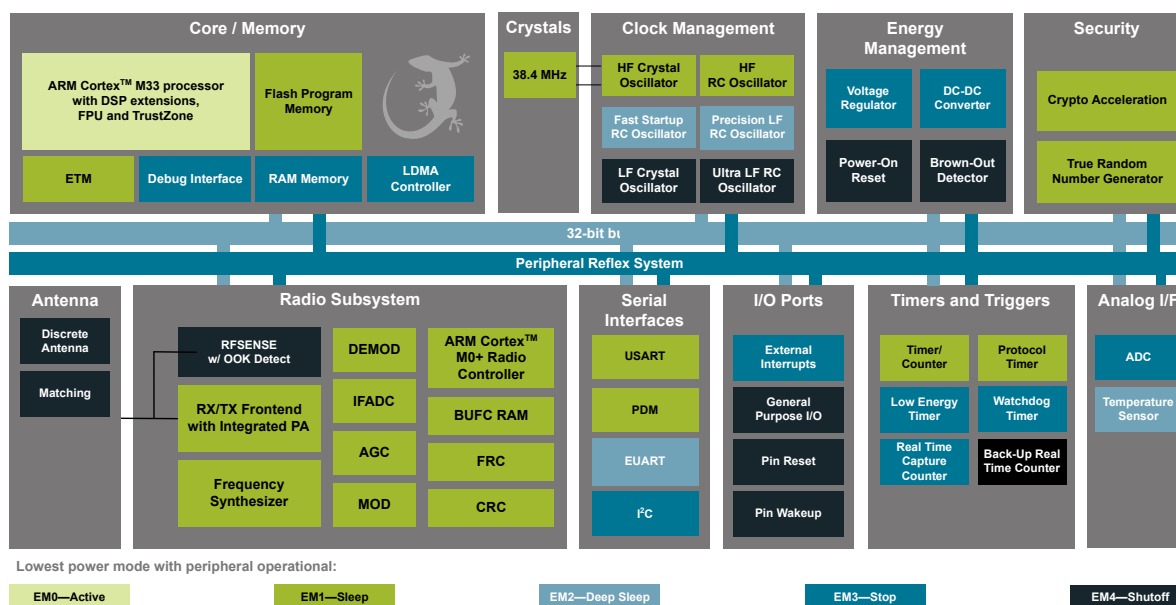 Core / Memory
ARM Cortex™ M33 processor
with DSP extensions,
FPU and TrustZone
Flash Program
Memory
ETM
Debug Interface
RAM Memory
LDMA
Controller
Crystals
38.4 MHz
Clock Management
HF Crystal
Oscillator
HF
RC Oscillator
Fast Startup
RC Oscillator
Precision LF
RC Oscillator
LF Crystal
Oscillator
Ultra LF RC
Oscillator
Energy
Management
Voltage
Regulator
DC-DC
Converter
Power-On
Reset
Brown-Out
Detector
Security
Crypto Acceleration
True Random
Number Generator
32-bit
Peripheral Reflex System
Antenna
Discrete
Antenna
Matching
Radio Subsystem
RFSENSE
w/ OOK Detect
RX/TX Frontend
with Integrated PA
Frequency
Synthesizer
DEMOD
IFADC
AGC
MOD
ARM Cortex™
M0+ Radio
Controller
BUFC RAM
FRC
CRC
Serial
Interfaces
USART
PDM
EUART
I²C
I/O Ports
External
Interrupts
General
Purpose I/O
Pin Reset
Pin Wakeup
Timers and Triggers
Timer/
Counter
Protocol
Timer
Low Energy
Timer
Watchdog
Timer
Real Time
Capture
Counter
Back-Up Real
Time Counter
Analog I/F
ADC
Temperature
Sensor
Lowest power mode with peripheral operational:
EM0—Active
EM1—Sleep
EM2—Deep Sleep
EM3—Stop
EM4—Shutoff